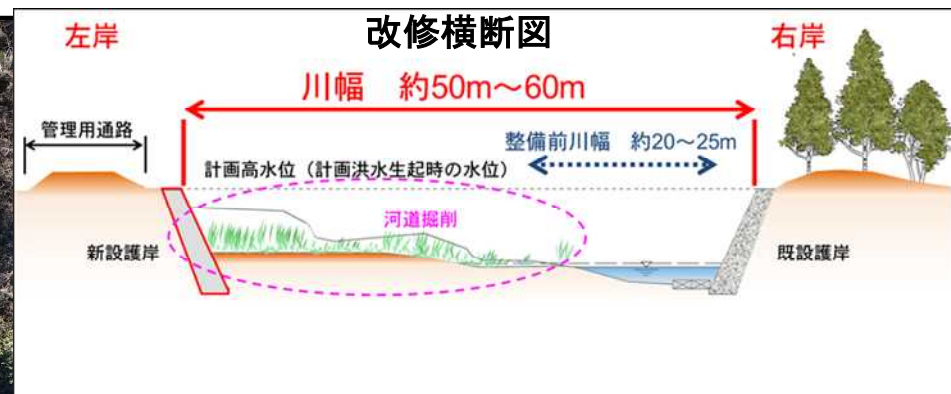 改修横断図
左岸
右岸
川幅 約50m～60m
管理用通路
整備前川幅 約20～25m
計画高水位（計画洪水生起時の水位）
河道掘削
新設護岸
既設護岸